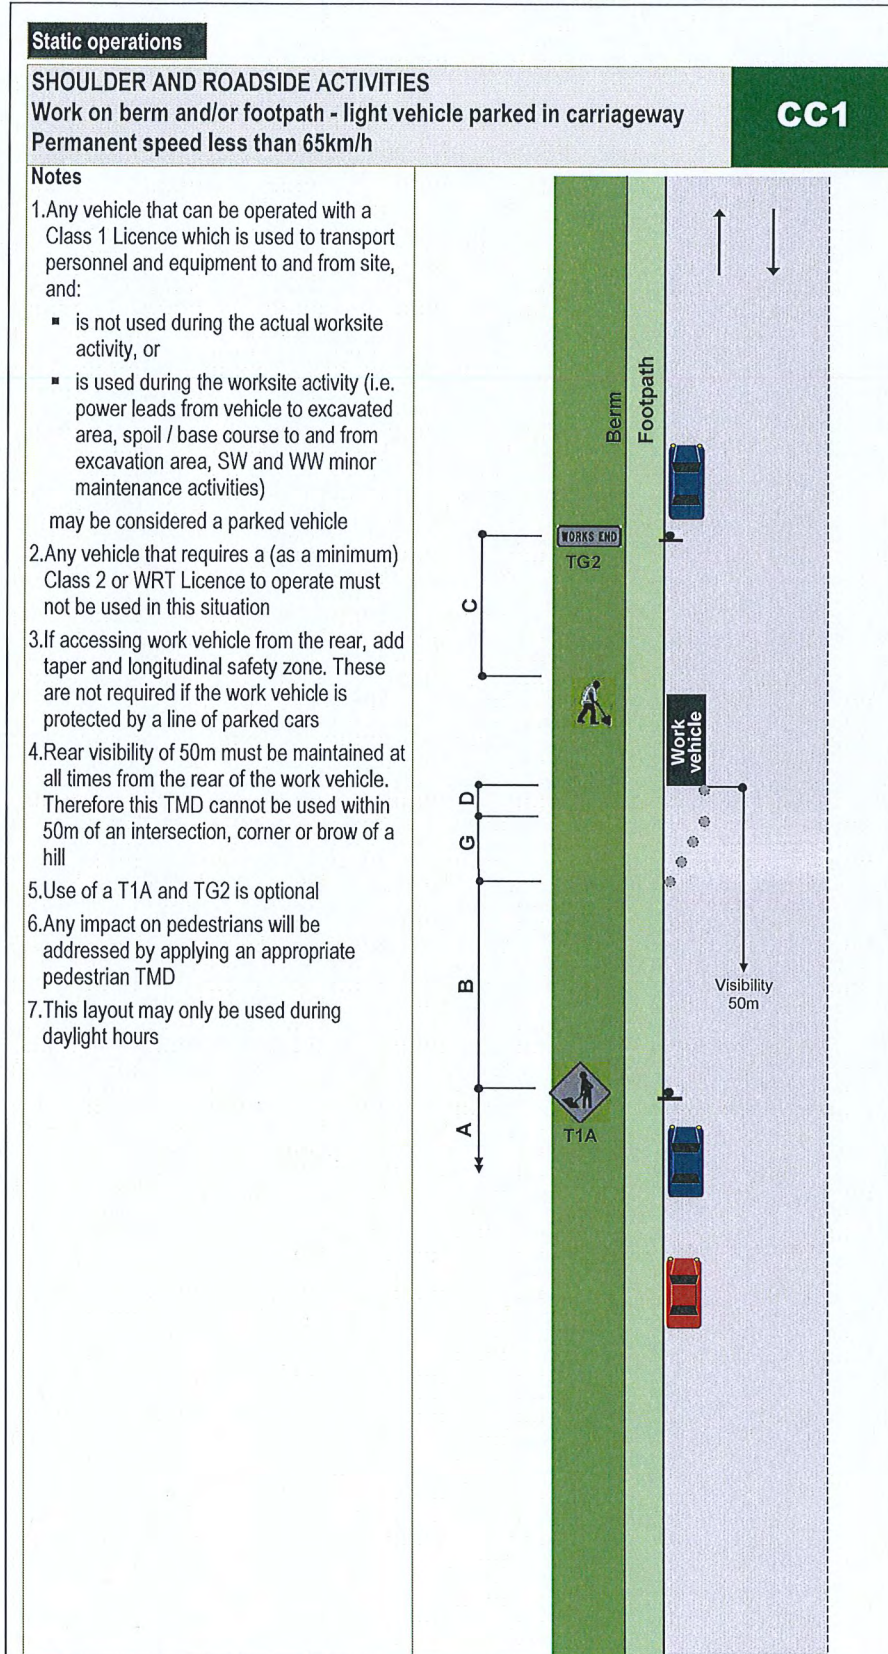 Static operations
SHOULDER AND ROADSIDE ACTIVITIES
Work on berm and/or footpath - light vehicle parked in carriageway
Permanent speed less than 65km/h
CC1
Notes
1.Any vehicle that can be operated with a
Class 1 Licence which is used to transport
personnel and equipment to and from site,
and:
▪ is not used during the actual worksite
activity, or
▪ is used during the worksite activity (i.e.
power leads from vehicle to excavated
area, spoil / base course to and from
excavation area, SW and WW minor
maintenance activities)
may be considered a parked vehicle
2.Any vehicle that requires a (as a minimum)
Class 2 or WRT Licence to operate must
not be used in this situation
3.If accessing work vehicle from the rear, add
taper and longitudinal safety zone. These
are not required if the work vehicle is
protected by a line of parked cars
4.Rear visibility of 50m must be maintained at
all times from the rear of the work vehicle.
Therefore this TMD cannot be used within
50m of an intersection, corner or brow of a
hill
5.Use of a T1A and TG2 is optional
6.Any impact on pedestrians will be
addressed by applying an appropriate
pedestrian TMD
7.This layout may only be used during
daylight hours
Berm
Footpath
WORKS END
TG2
C
Work
vehicle
D
G
B
Visibility
50m
A
T1A